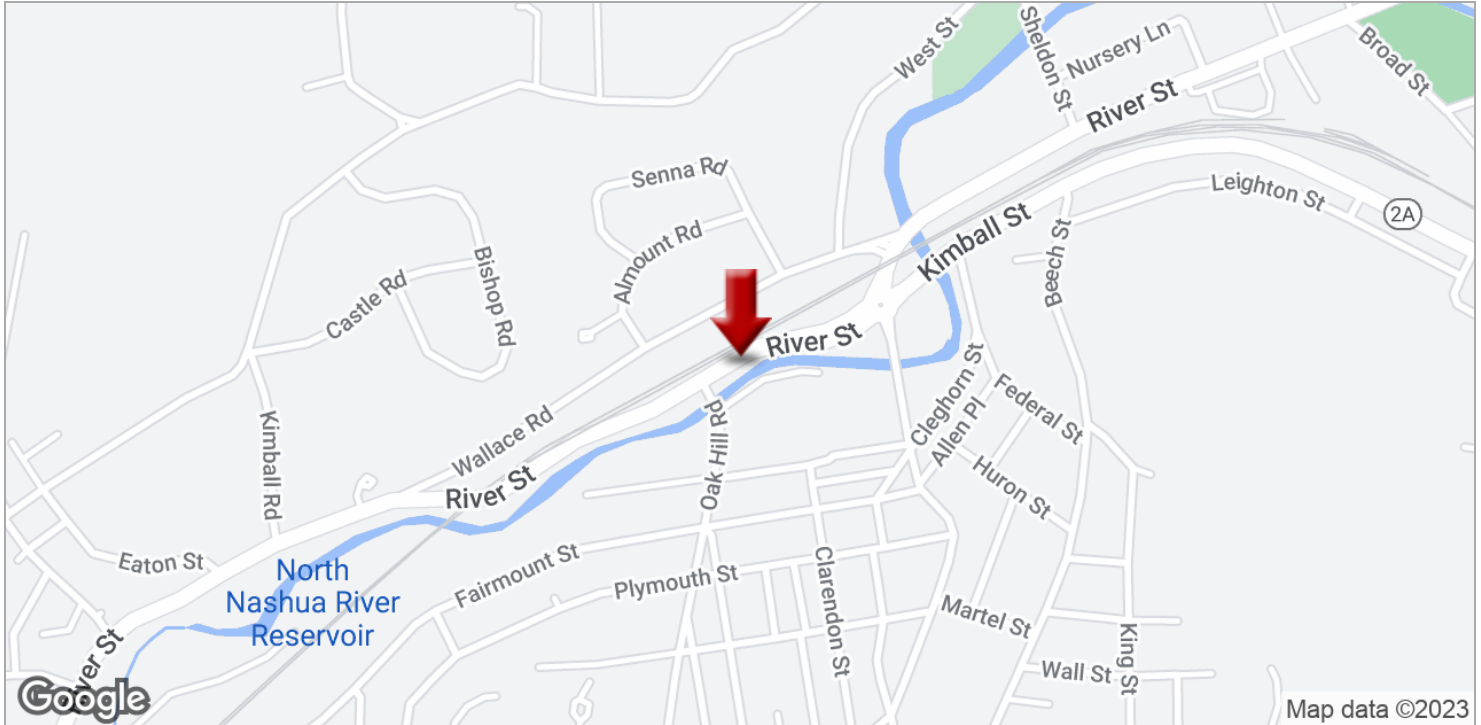 West St
Sheldon St
Nursery Ln
River St
Broad St
Senna Rd
Leighton St
2A
Almount Rd
Kimball St
Beech St
Bishop Rd
Castle Rd
River St
Cleghorn St
Allen Pl
Federal St
Kimball Rd
Wallace Rd
Oak Hill Rd
River St
Huron St
Eaton St
North
Nashua River
Reservoir
Fairmount St
Plymouth St
Clarendon St
Martel St
King St
Wall St
River St
Google
Map data ©2023